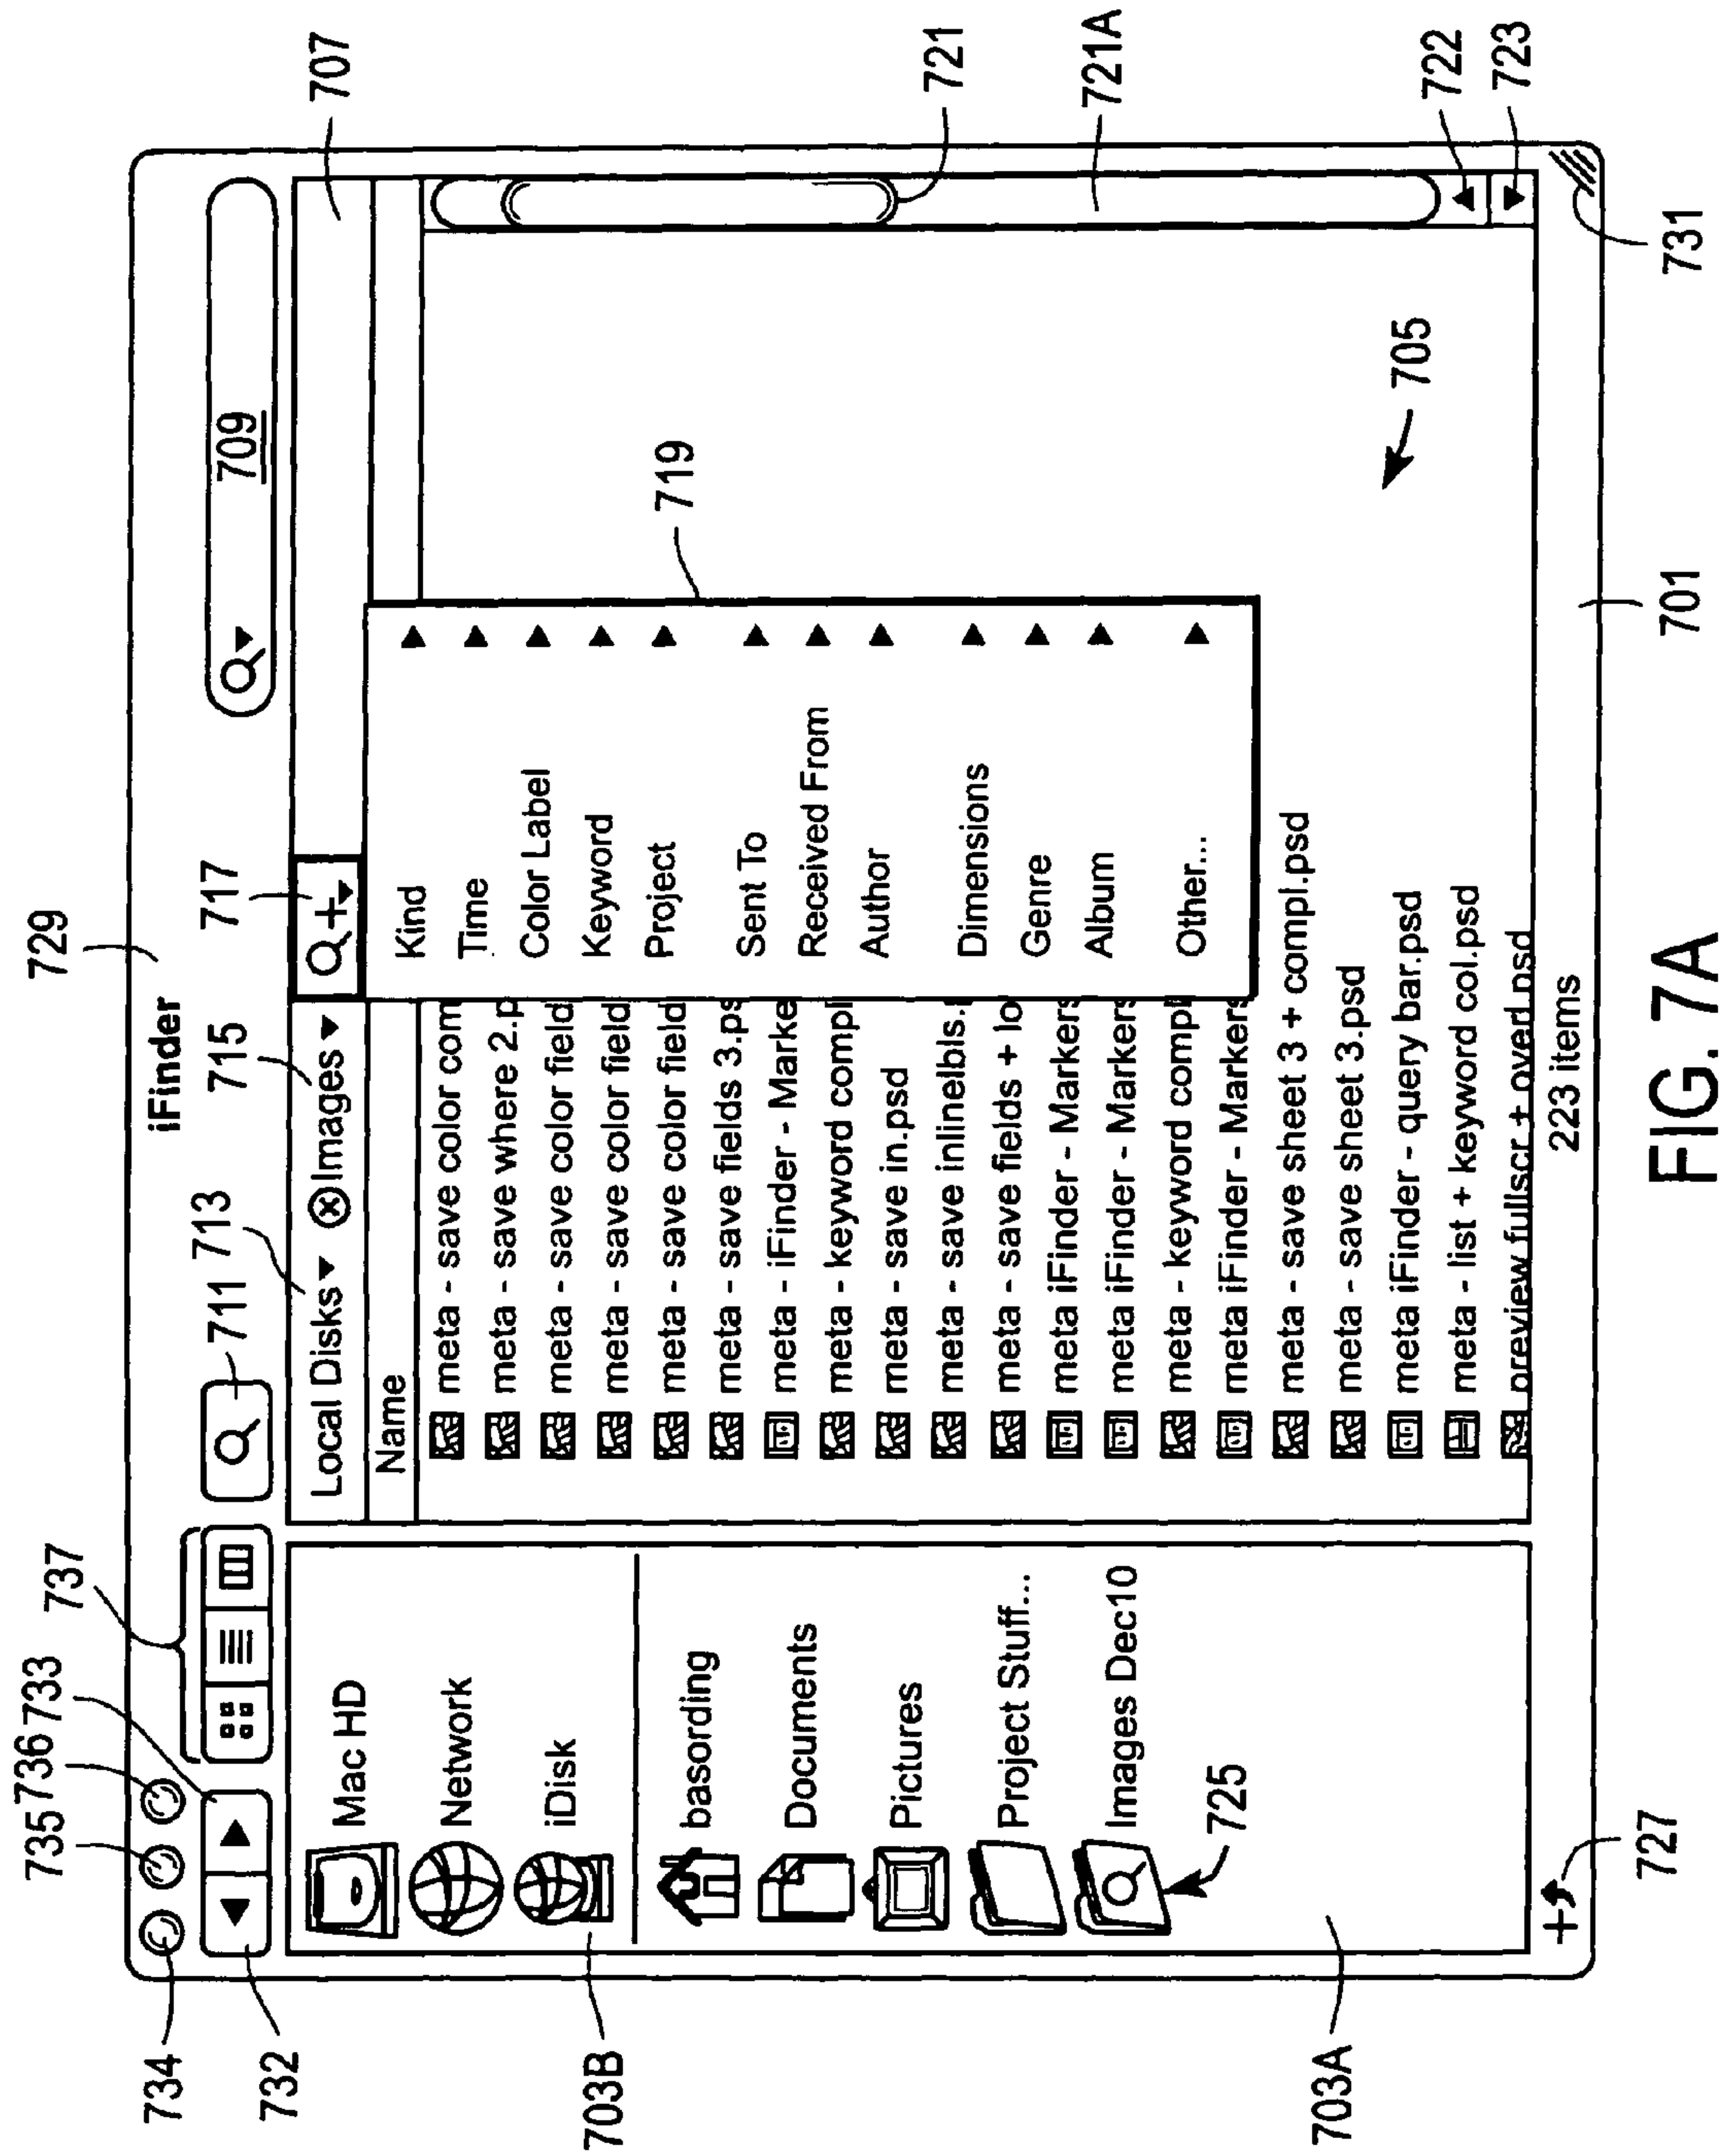 729
iFinder
734
735
736
733
732
737
711
713
715
717
709
707
Local Disks
Images
Name
Mac HD
Network
iDisk
basording
Documents
Pictures
Project Stuff...
Images Dec10
725
703B
703A
meta - save color com
meta - save where 2.p
meta - save color field
meta - save color field
meta - save color field
meta - save fields 3.ps
meta - iFinder - Marke
meta - keyword compl
meta - save in.psd
meta - save inlinelbls.
meta - save fields + lo
meta iFinder - Markers
meta iFinder - Markers
meta - keyword compl
meta iFinder - Markers
meta - save sheet 3 + compl.psd
meta - save sheet 3.psd
meta iFinder - query bar.psd
meta - list + keyword col.psd
preview fullscr + oved.psd
Kind
Time
Color Label
Keyword
Project
Sent To
Received From
Author
Dimensions
Genre
Album
Other...
719
705
721
721A
722
723
731
701
727
223 items
FIG. 7A